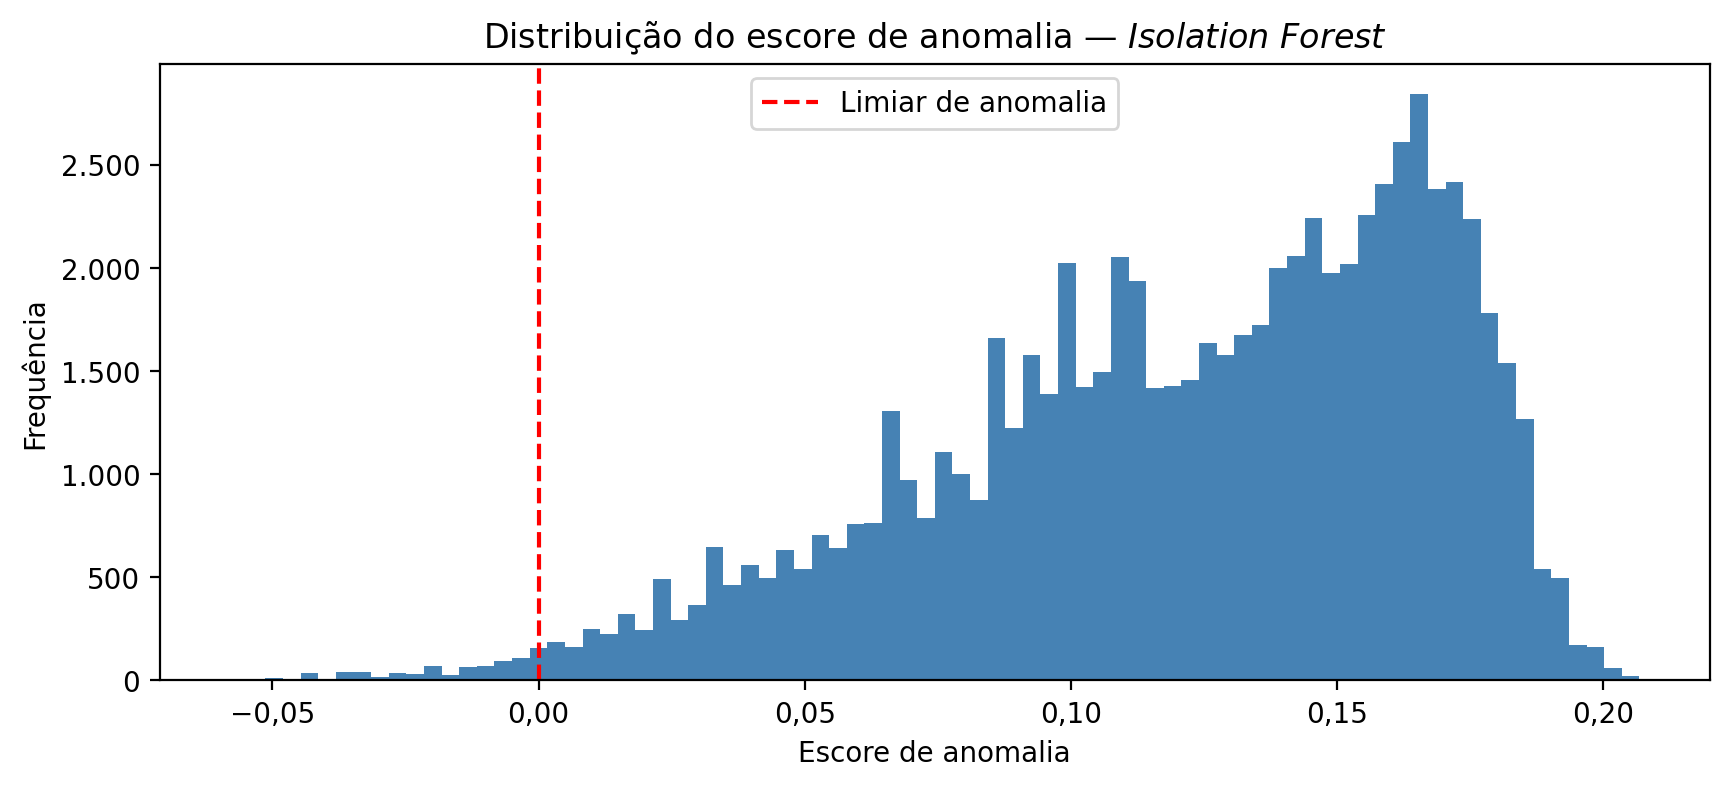 Distribuição do escore de anomalia — Isolation Forest
Limiar de anomalia
Frequência
2.500
2.000
1.500
1.000
500
0
−0,05 0,00 0,05 0,10 0,15 0,20
Escore de anomalia